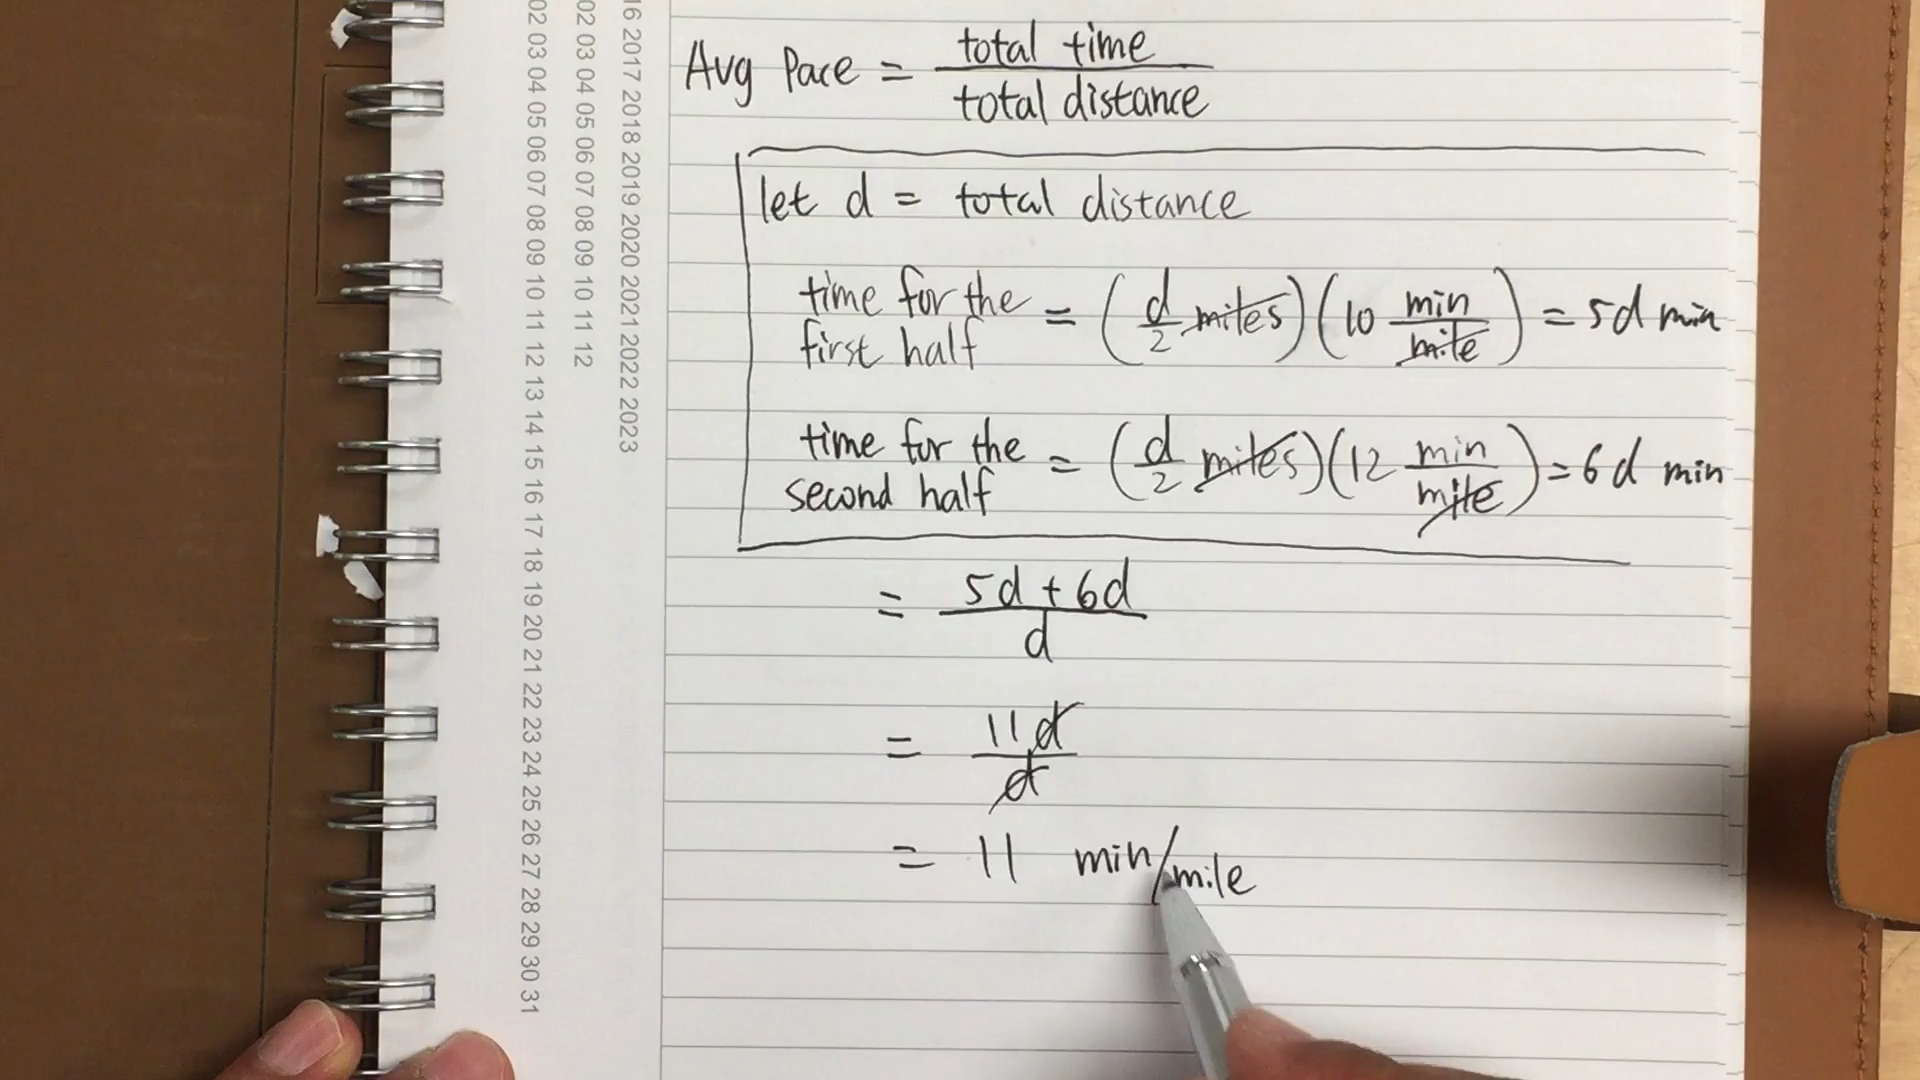 16 2017 2018 2019 2020 2021 2022 2023
02 03 04 05 06 07 08 09 10 11 12
02 03 04 05 06 07 08 09 10 11 12 13 14 15 16 17 18 19 20 21 22 23 24 25 26 27 28 29 30 31
Avg Pace = total time / total distance
let d = total distance
time for the first half = (d/2 miles)(10 min/mile) = 5d min
time for the second half = (d/2 miles)(12 min/mile) = 6d min
= 5d + 6d / d
= 11d / d
= 11 min/mile